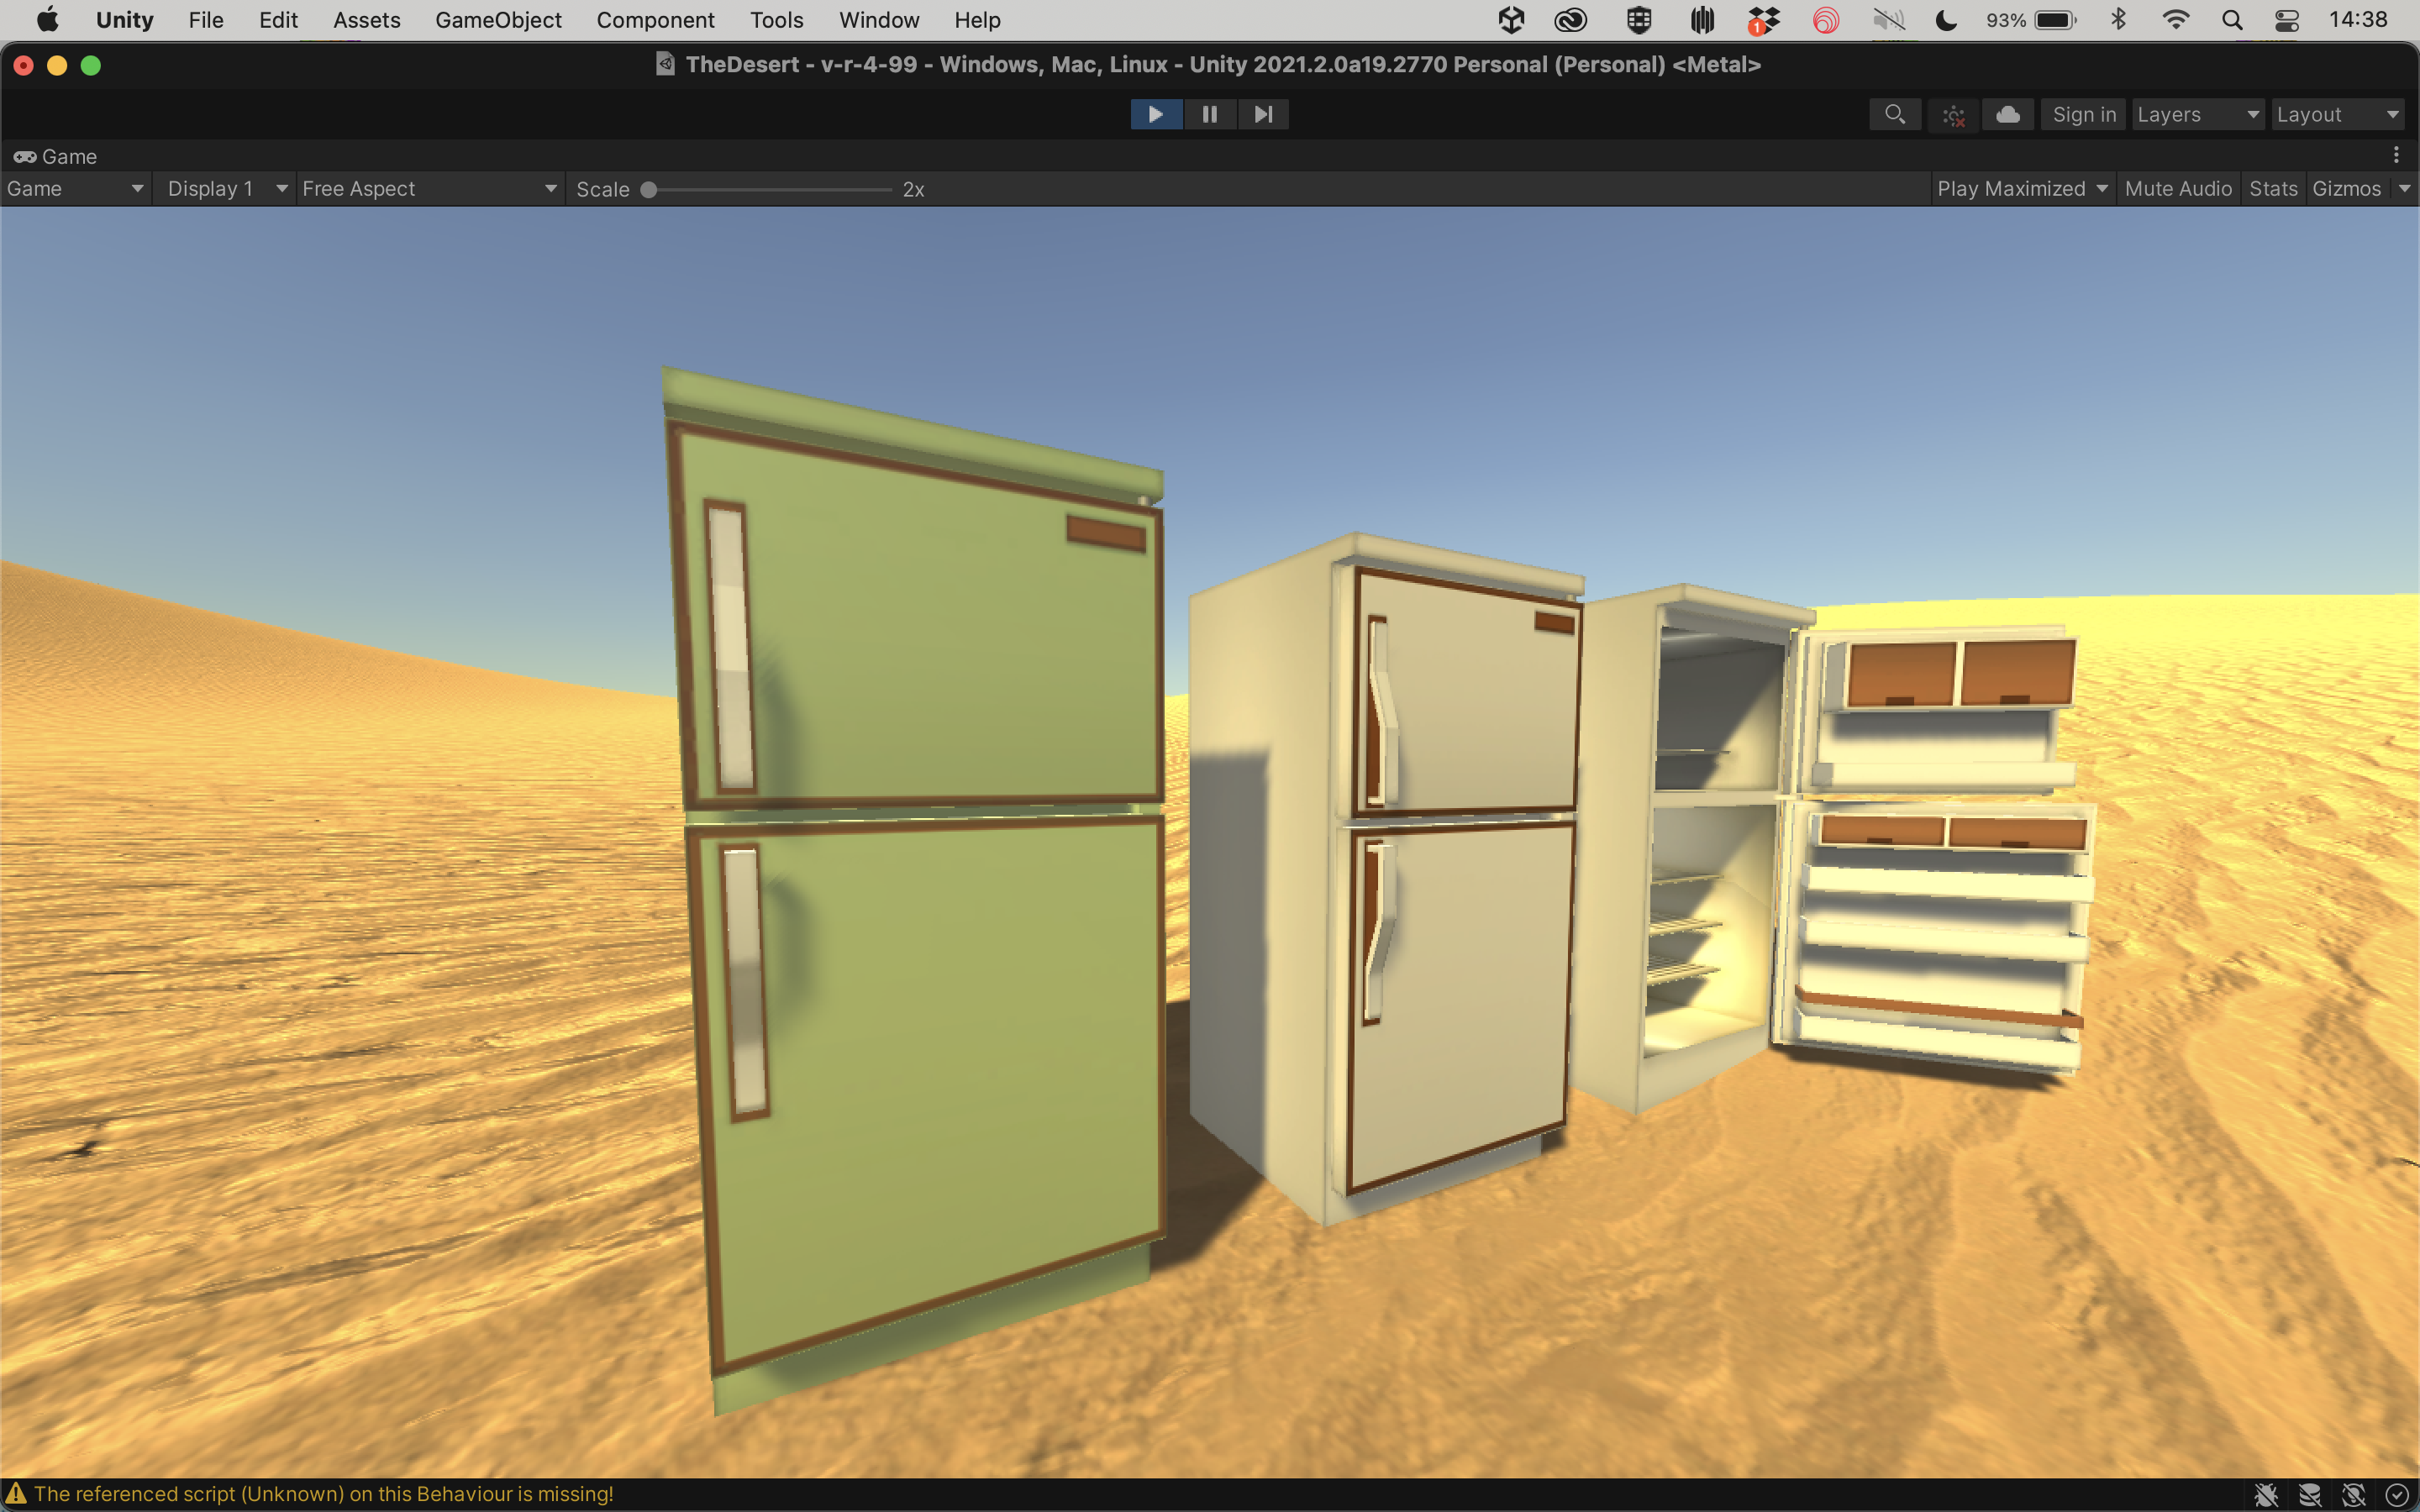 Unity File Edit Assets GameObject Component Tools Window Help 1 93% 14:38
TheDesert - v-r-4-99 - Windows, Mac, Linux - Unity 2021.2.0a19.2770 Personal (Personal) <Metal>
Sign in Layers Layout
Game
Game Display 1 Free Aspect Scale 2x Play Maximized Mute Audio Stats Gizmos
The referenced script (Unknown) on this Behaviour is missing!